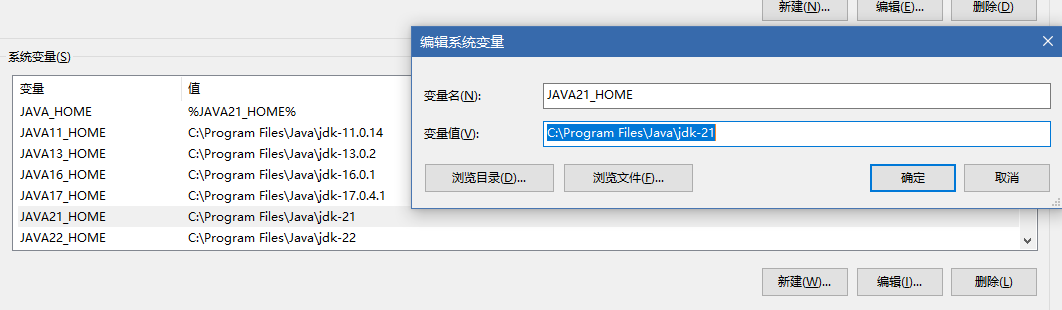 新建(N)... 编辑(E)... 删除(D)
编辑系统变量
系统变量(S)
变量 值
JAVA_HOME %JAVA21_HOME%
JAVA11_HOME C:\Program Files\Java\jdk-11.0.14
JAVA13_HOME C:\Program Files\Java\jdk-13.0.2
JAVA16_HOME C:\Program Files\Java\jdk-16.0.1
JAVA17_HOME C:\Program Files\Java\jdk-17.0.4.1
JAVA21_HOME C:\Program Files\Java\jdk-21
JAVA22_HOME C:\Program Files\Java\jdk-22
变量名(N): JAVA21_HOME
变量值(V): C:\Program Files\Java\jdk-21
浏览目录(D)... 浏览文件(F)... 确定 取消
新建(W)... 编辑(I)... 删除(L)